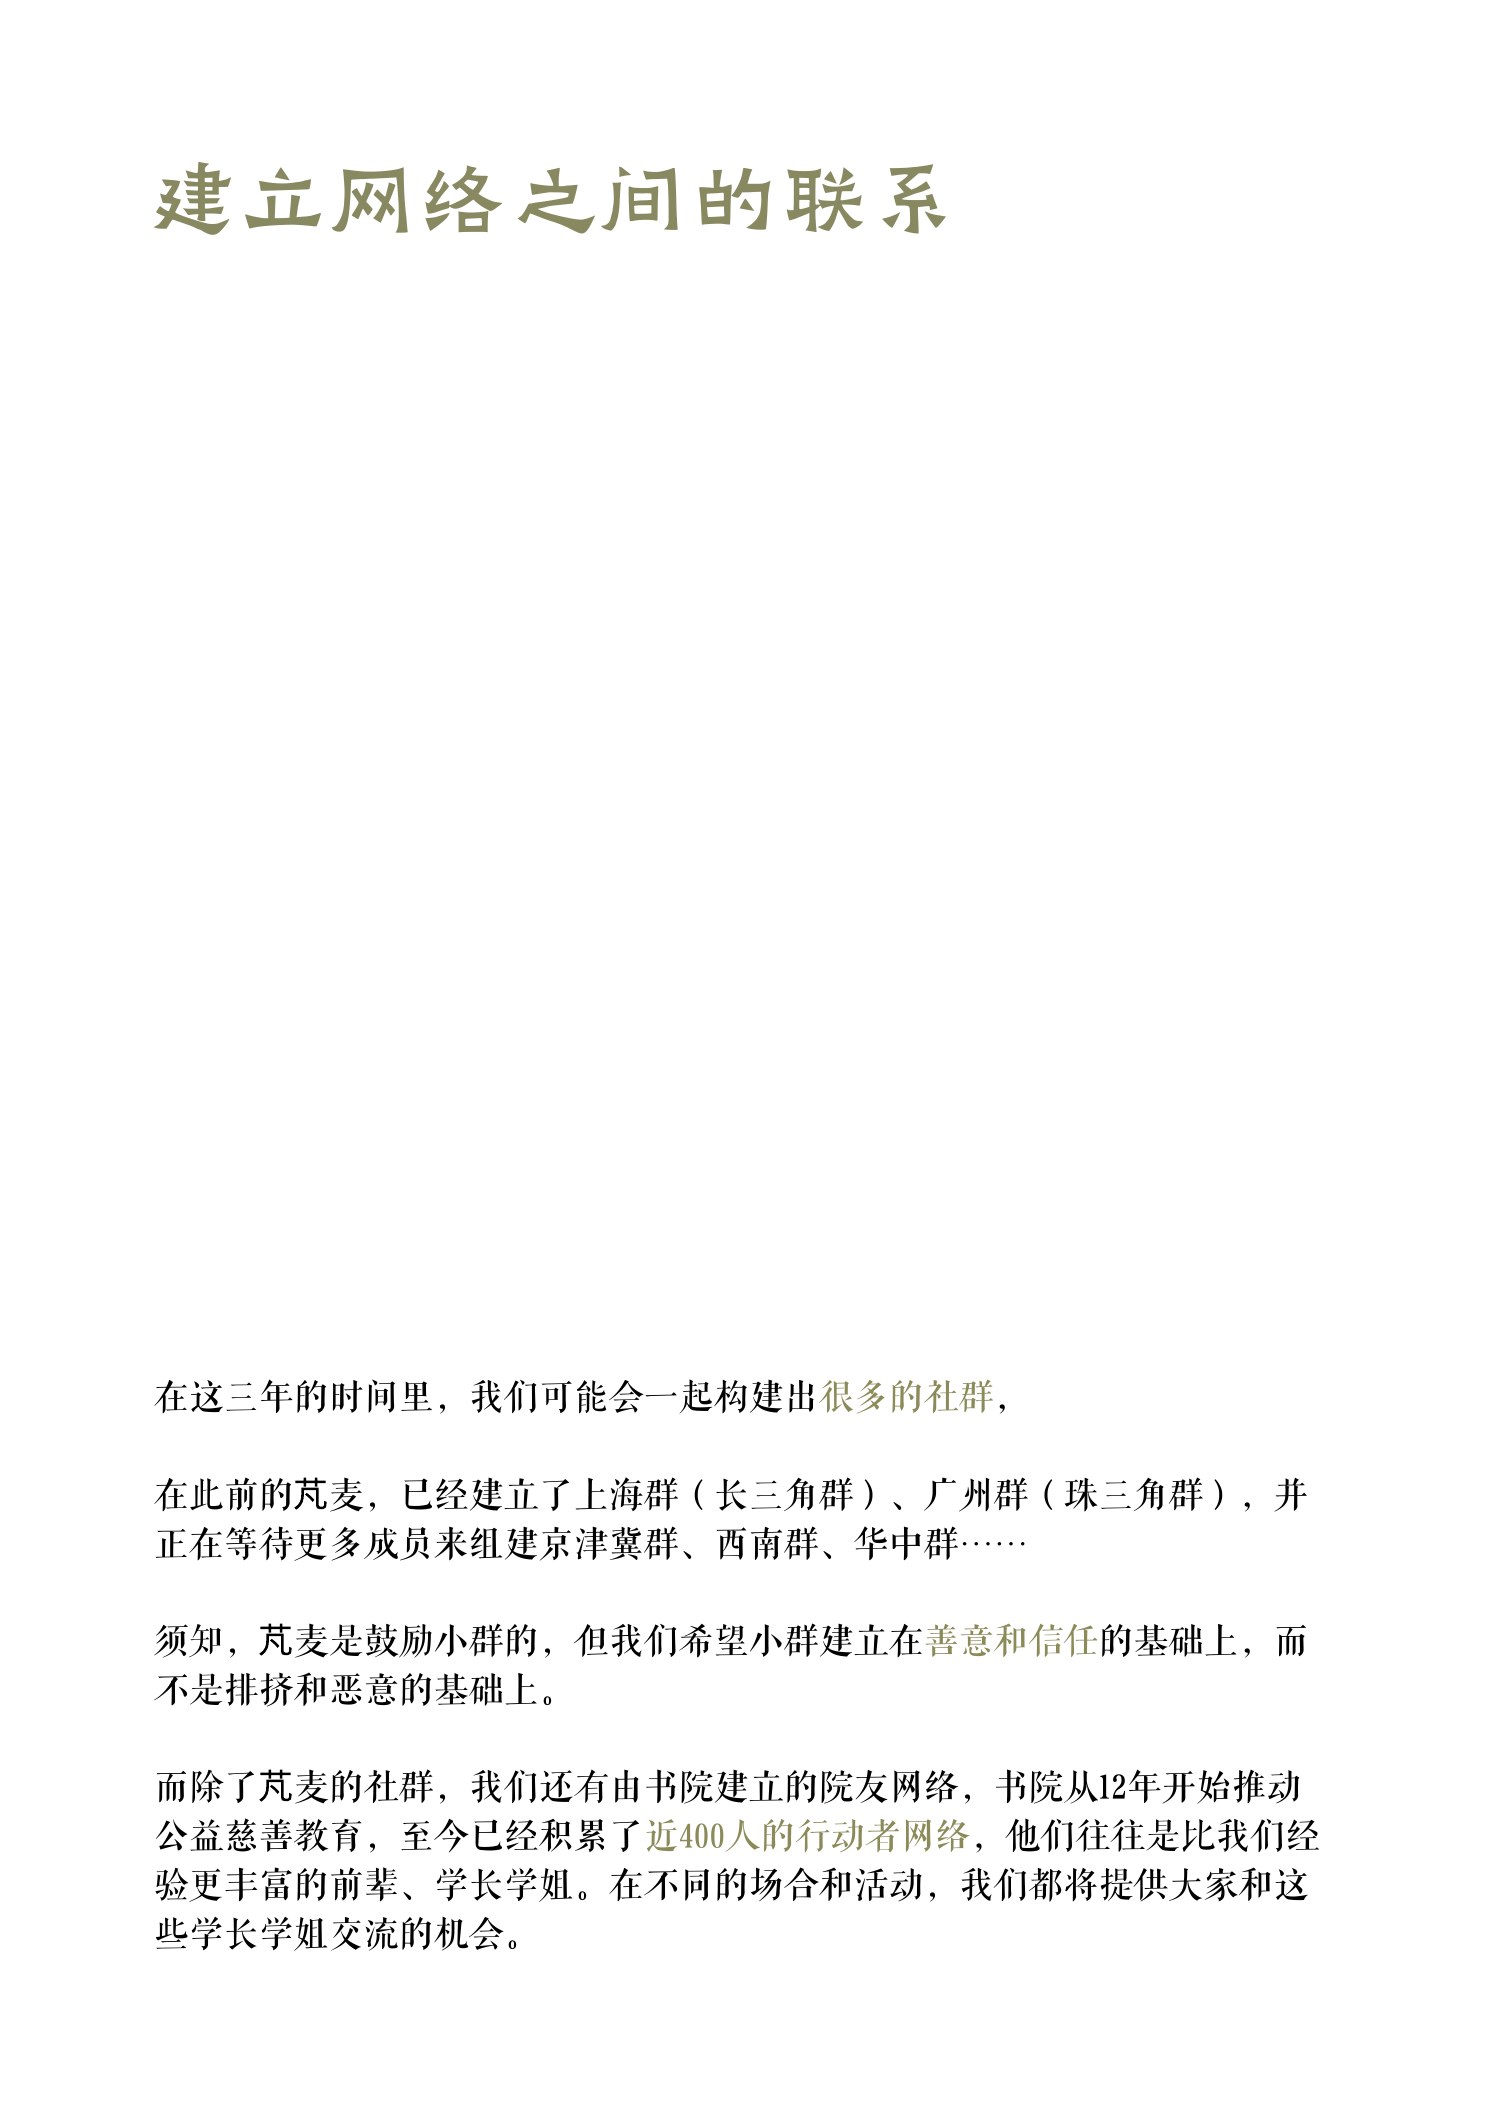 建立网络之间的联系
在这三年的时间里，我们可能会一起构建出很多的社群，
在此前的芃麦，已经建立了上海群（长三角群）、广州群（珠三角群），并
正在等待更多成员来组建京津冀群、西南群、华中群……
须知，芃麦是鼓励小群的，但我们希望小群建立在善意和信任的基础上，而
不是排挤和恶意的基础上。
而除了芃麦的社群，我们还有由书院建立的院友网络，书院从12年开始推动
公益慈善教育，至今已经积累了近400人的行动者网络，他们往往是比我们经
验更丰富的前辈、学长学姐。在不同的场合和活动，我们都将提供大家和这
些学长学姐交流的机会。